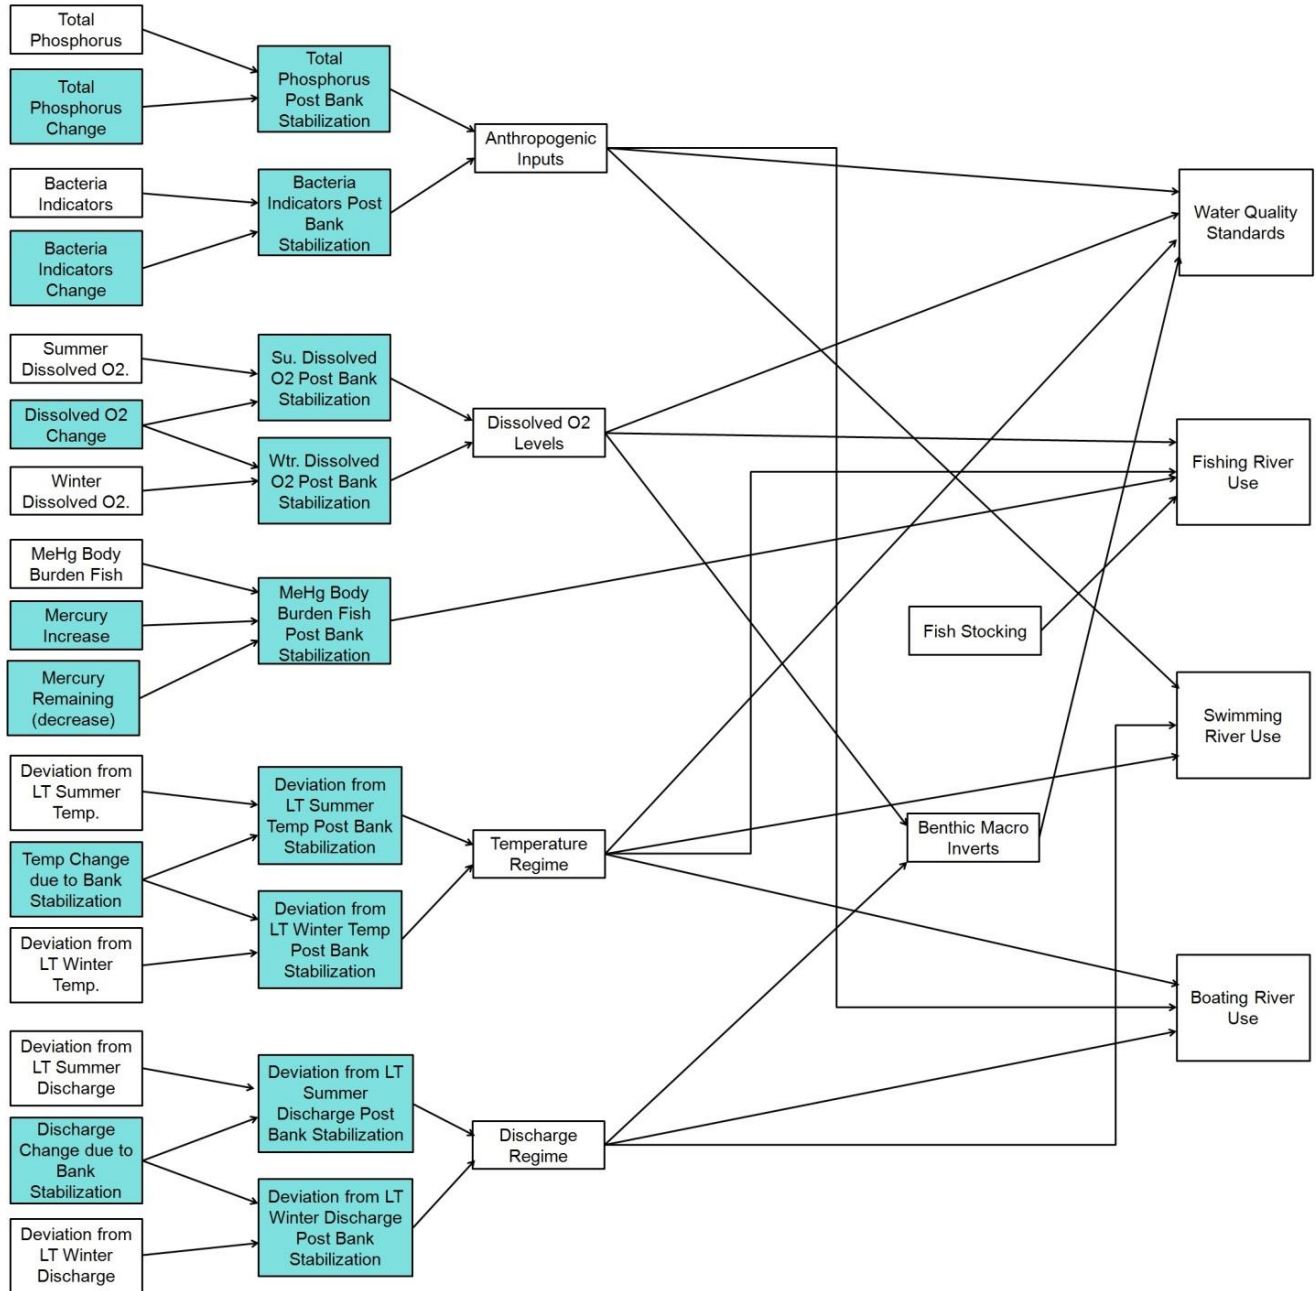 Total
Phosphorus
Total
Phosphorus
Change
Bacteria
Indicators
Bacteria
Indicators
Change
Summer
Dissolved O2.
Dissolved O2
Change
Winter
Dissolved O2.
MeHg Body
Burden Fish
Mercury
Increase
Mercury
Remaining
(decrease)
Deviation from
LT Summer
Temp.
Temp Change
due to Bank
Stabilization
Deviation from
LT Winter
Temp.
Deviation from
LT Summer
Discharge
Discharge
Change due to
Bank
Stabilization
Deviation from
LT Winter
Discharge
Total
Phosphorus
Post Bank
Stabilization
Bacteria
Indicators Post
Bank
Stabilization
Su. Dissolved
O2 Post Bank
Stabilization
Wtr. Dissolved
O2 Post Bank
Stabilization
MeHg Body
Burden Fish
Post Bank
Stabilization
Deviation from
LT Summer
Temp Post Bank
Stabilization
Deviation from
LT Winter Temp
Post Bank
Stabilization
Deviation from LT
Summer
Discharge Post
Bank Stabilization
Deviation from LT
Winter Discharge
Post Bank
Stabilization
Anthropogenic
Inputs
Dissolved O2
Levels
Temperature
Regime
Discharge
Regime
Fish Stocking
Benthic Macro
Inverts
Water Quality
Standards
Fishing River
Use
Swimming
River Use
Boating River
Use